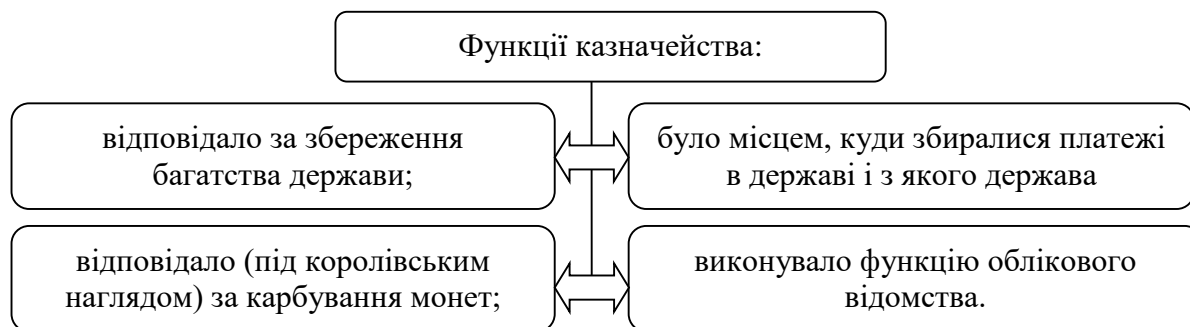 Функції казначейства:
відповідало за збереження
багатства держави;
було місцем, куди збиралися платежі
в державі і з якого держава
відповідало (під королівським
наглядом) за карбування монет;
виконувало функцію облікового
відомства.